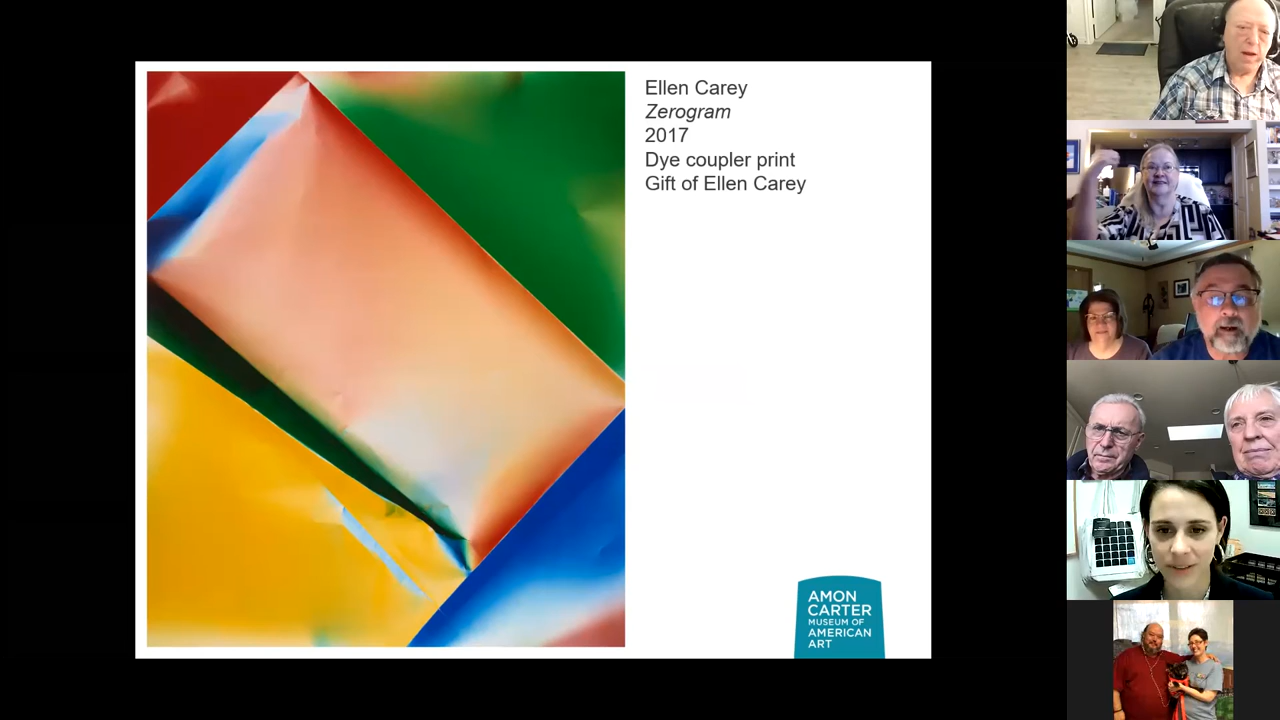 Ellen Carey
Zerogram
2017
Dye coupler print
Gift of Ellen Carey
AMON
CARTER
MUSEUM OF
AMERICAN
ART